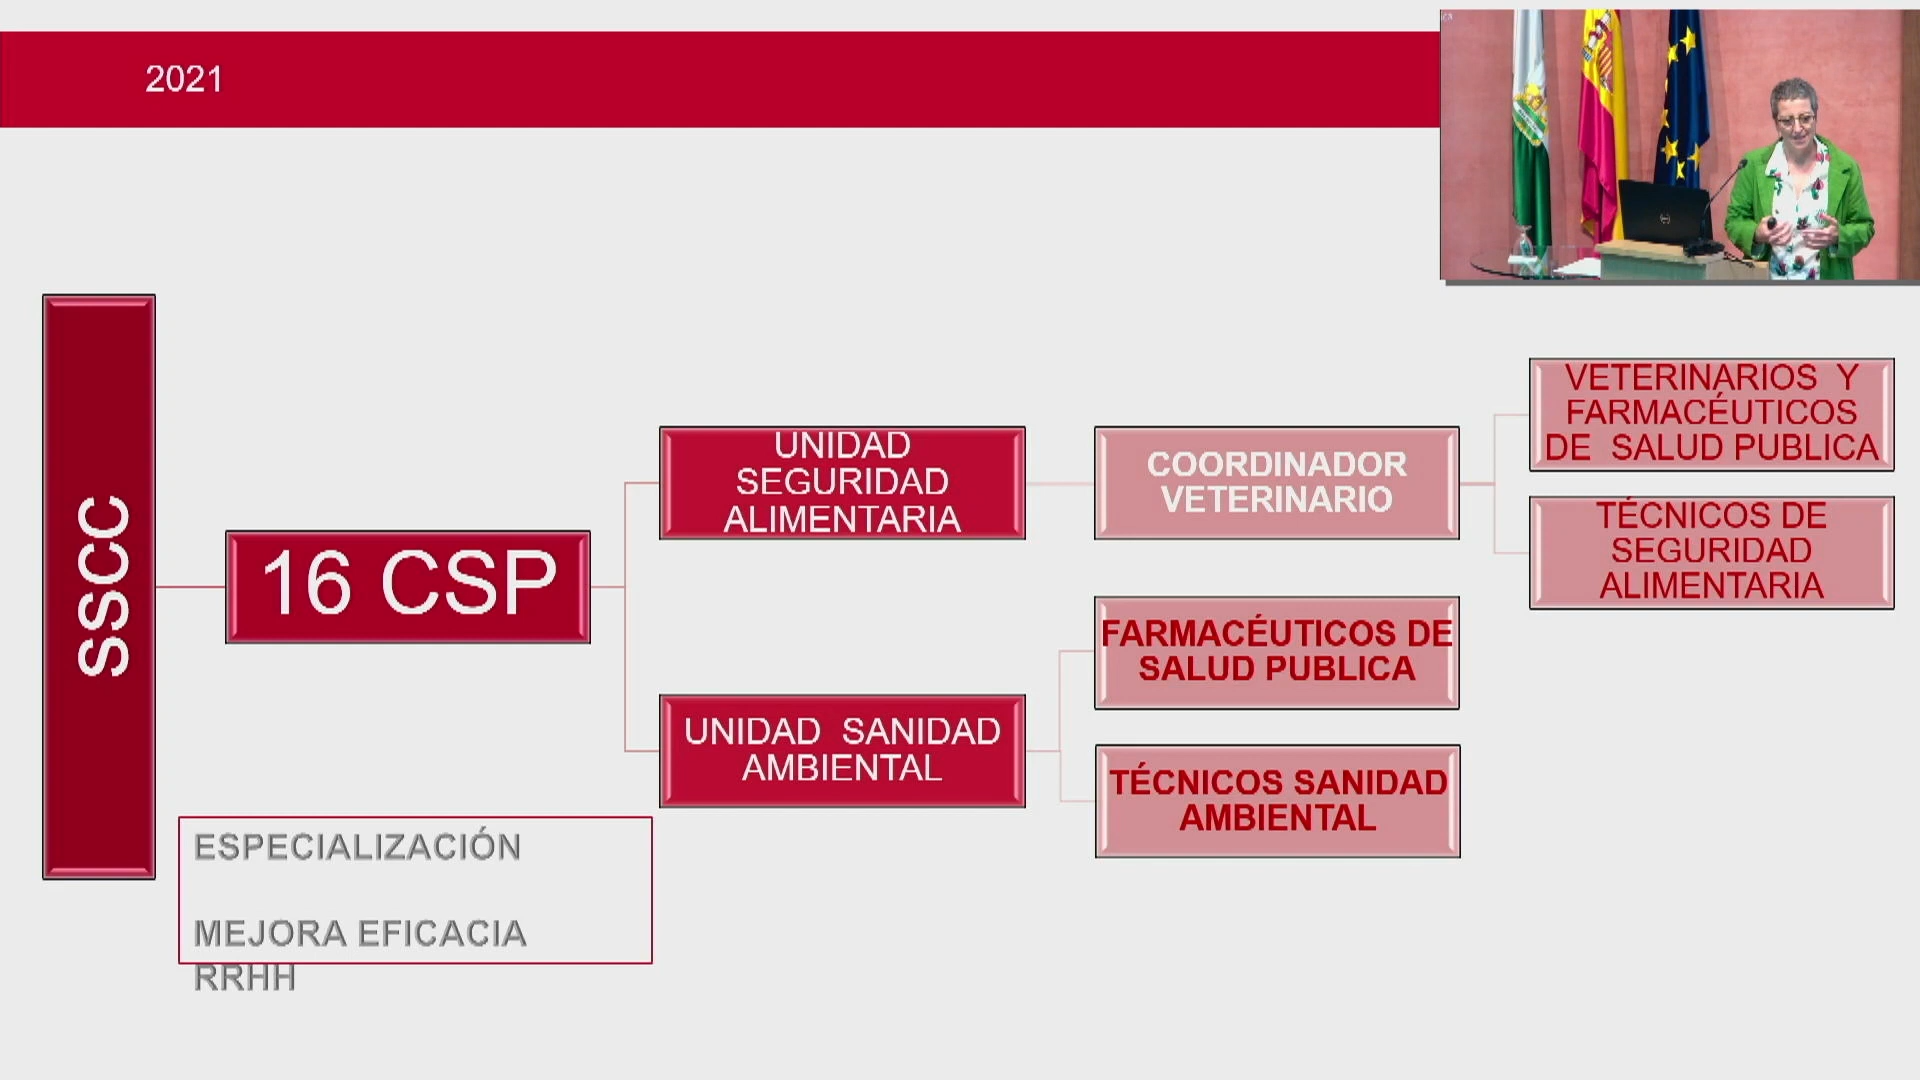 2021
SSCC
16 CSP
UNIDAD
SEGURIDAD
ALIMENTARIA
COORDINADOR
VETERINARIO
VETERINARIOS Y
FARMACÉUTICOS
DE SALUD PUBLICA
TÉCNICOS DE
SEGURIDAD
ALIMENTARIA
UNIDAD SANIDAD
AMBIENTAL
FARMACÉUTICOS DE
SALUD PUBLICA
TÉCNICOS SANIDAD
AMBIENTAL
ESPECIALIZACIÓN
MEJORA EFICACIA
RRHH